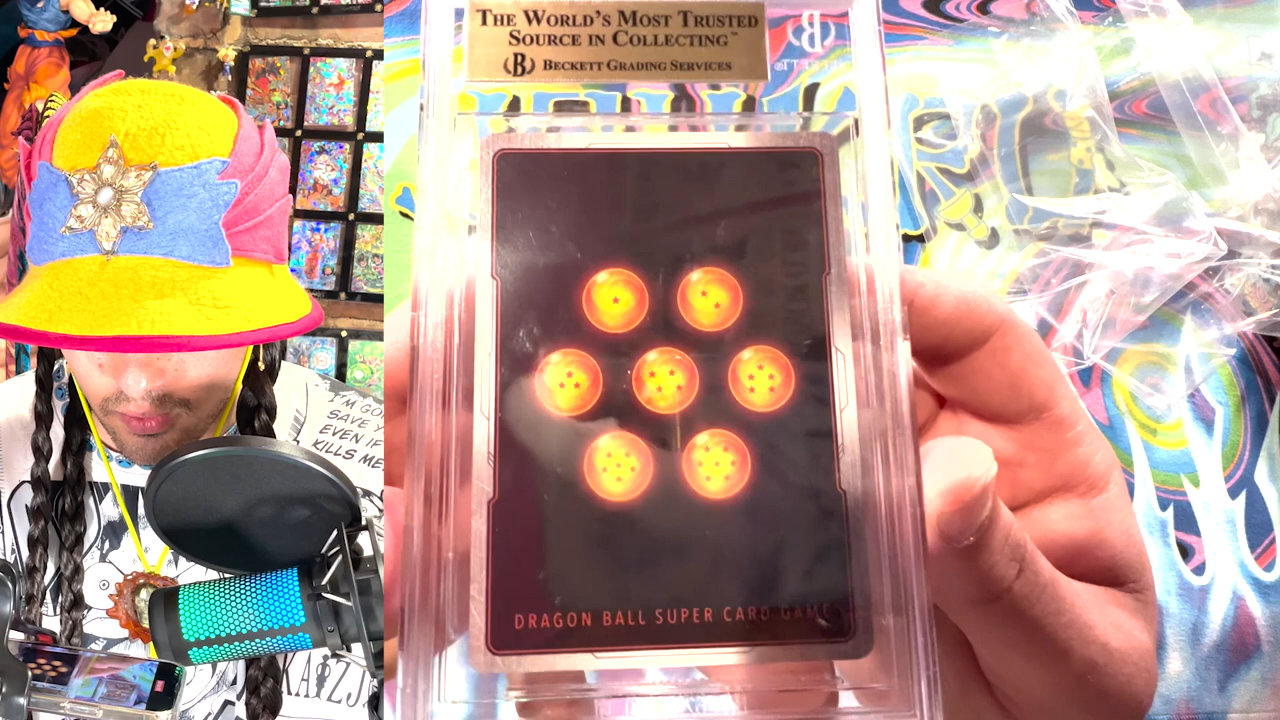 THE WORLD'S MOST TRUSTED
SOURCE IN COLLECTING™
(B) BECKETT GRADING SERVICES
DRAGON BALL SUPER CARD GAME
I'M GO
SAVE Y
EVEN IF
KILLS ME